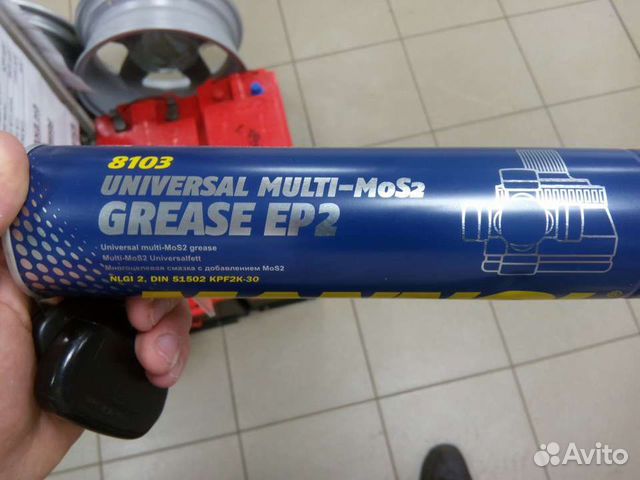 8103
UNIVERSAL MULTI-MoS2
GREASE EP2
Universal multi-MoS2 grease
Multi-MoS2 Universalfett
Многоцелевая смазка с добавлением MoS2
NLGI 2, DIN 51502 KPF2K-30
Avito